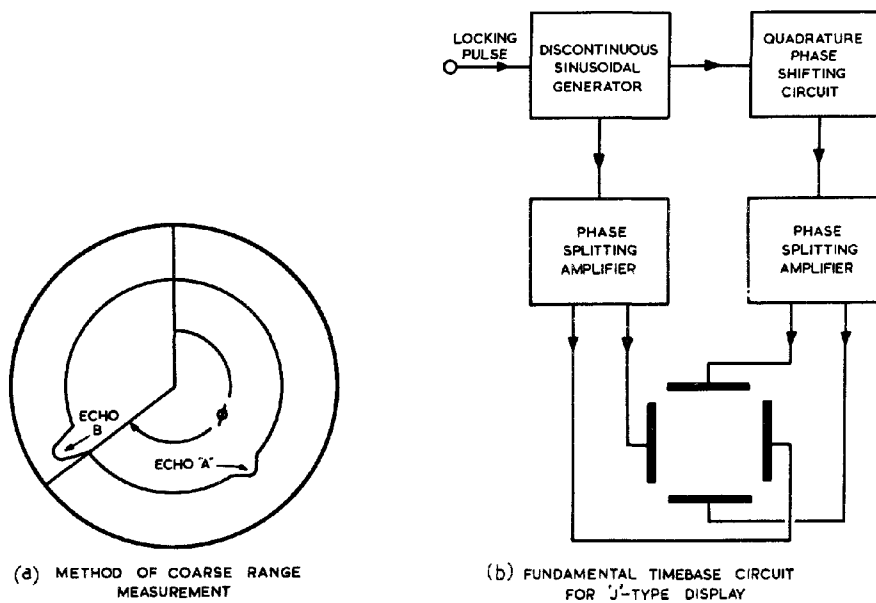 ECHO
B
φ
ECHO "A"
(a) METHOD OF COARSE RANGE
MEASUREMENT
LOCKING
PULSE
DISCONTINUOUS
SINUSOIDAL
GENERATOR
QUADRATURE
PHASE
SHIFTING
CIRCUIT
PHASE
SPLITTING
AMPLIFIER
PHASE
SPLITTING
AMPLIFIER
(b) FUNDAMENTAL TIMEBASE CIRCUIT
FOR 'J'-TYPE DISPLAY